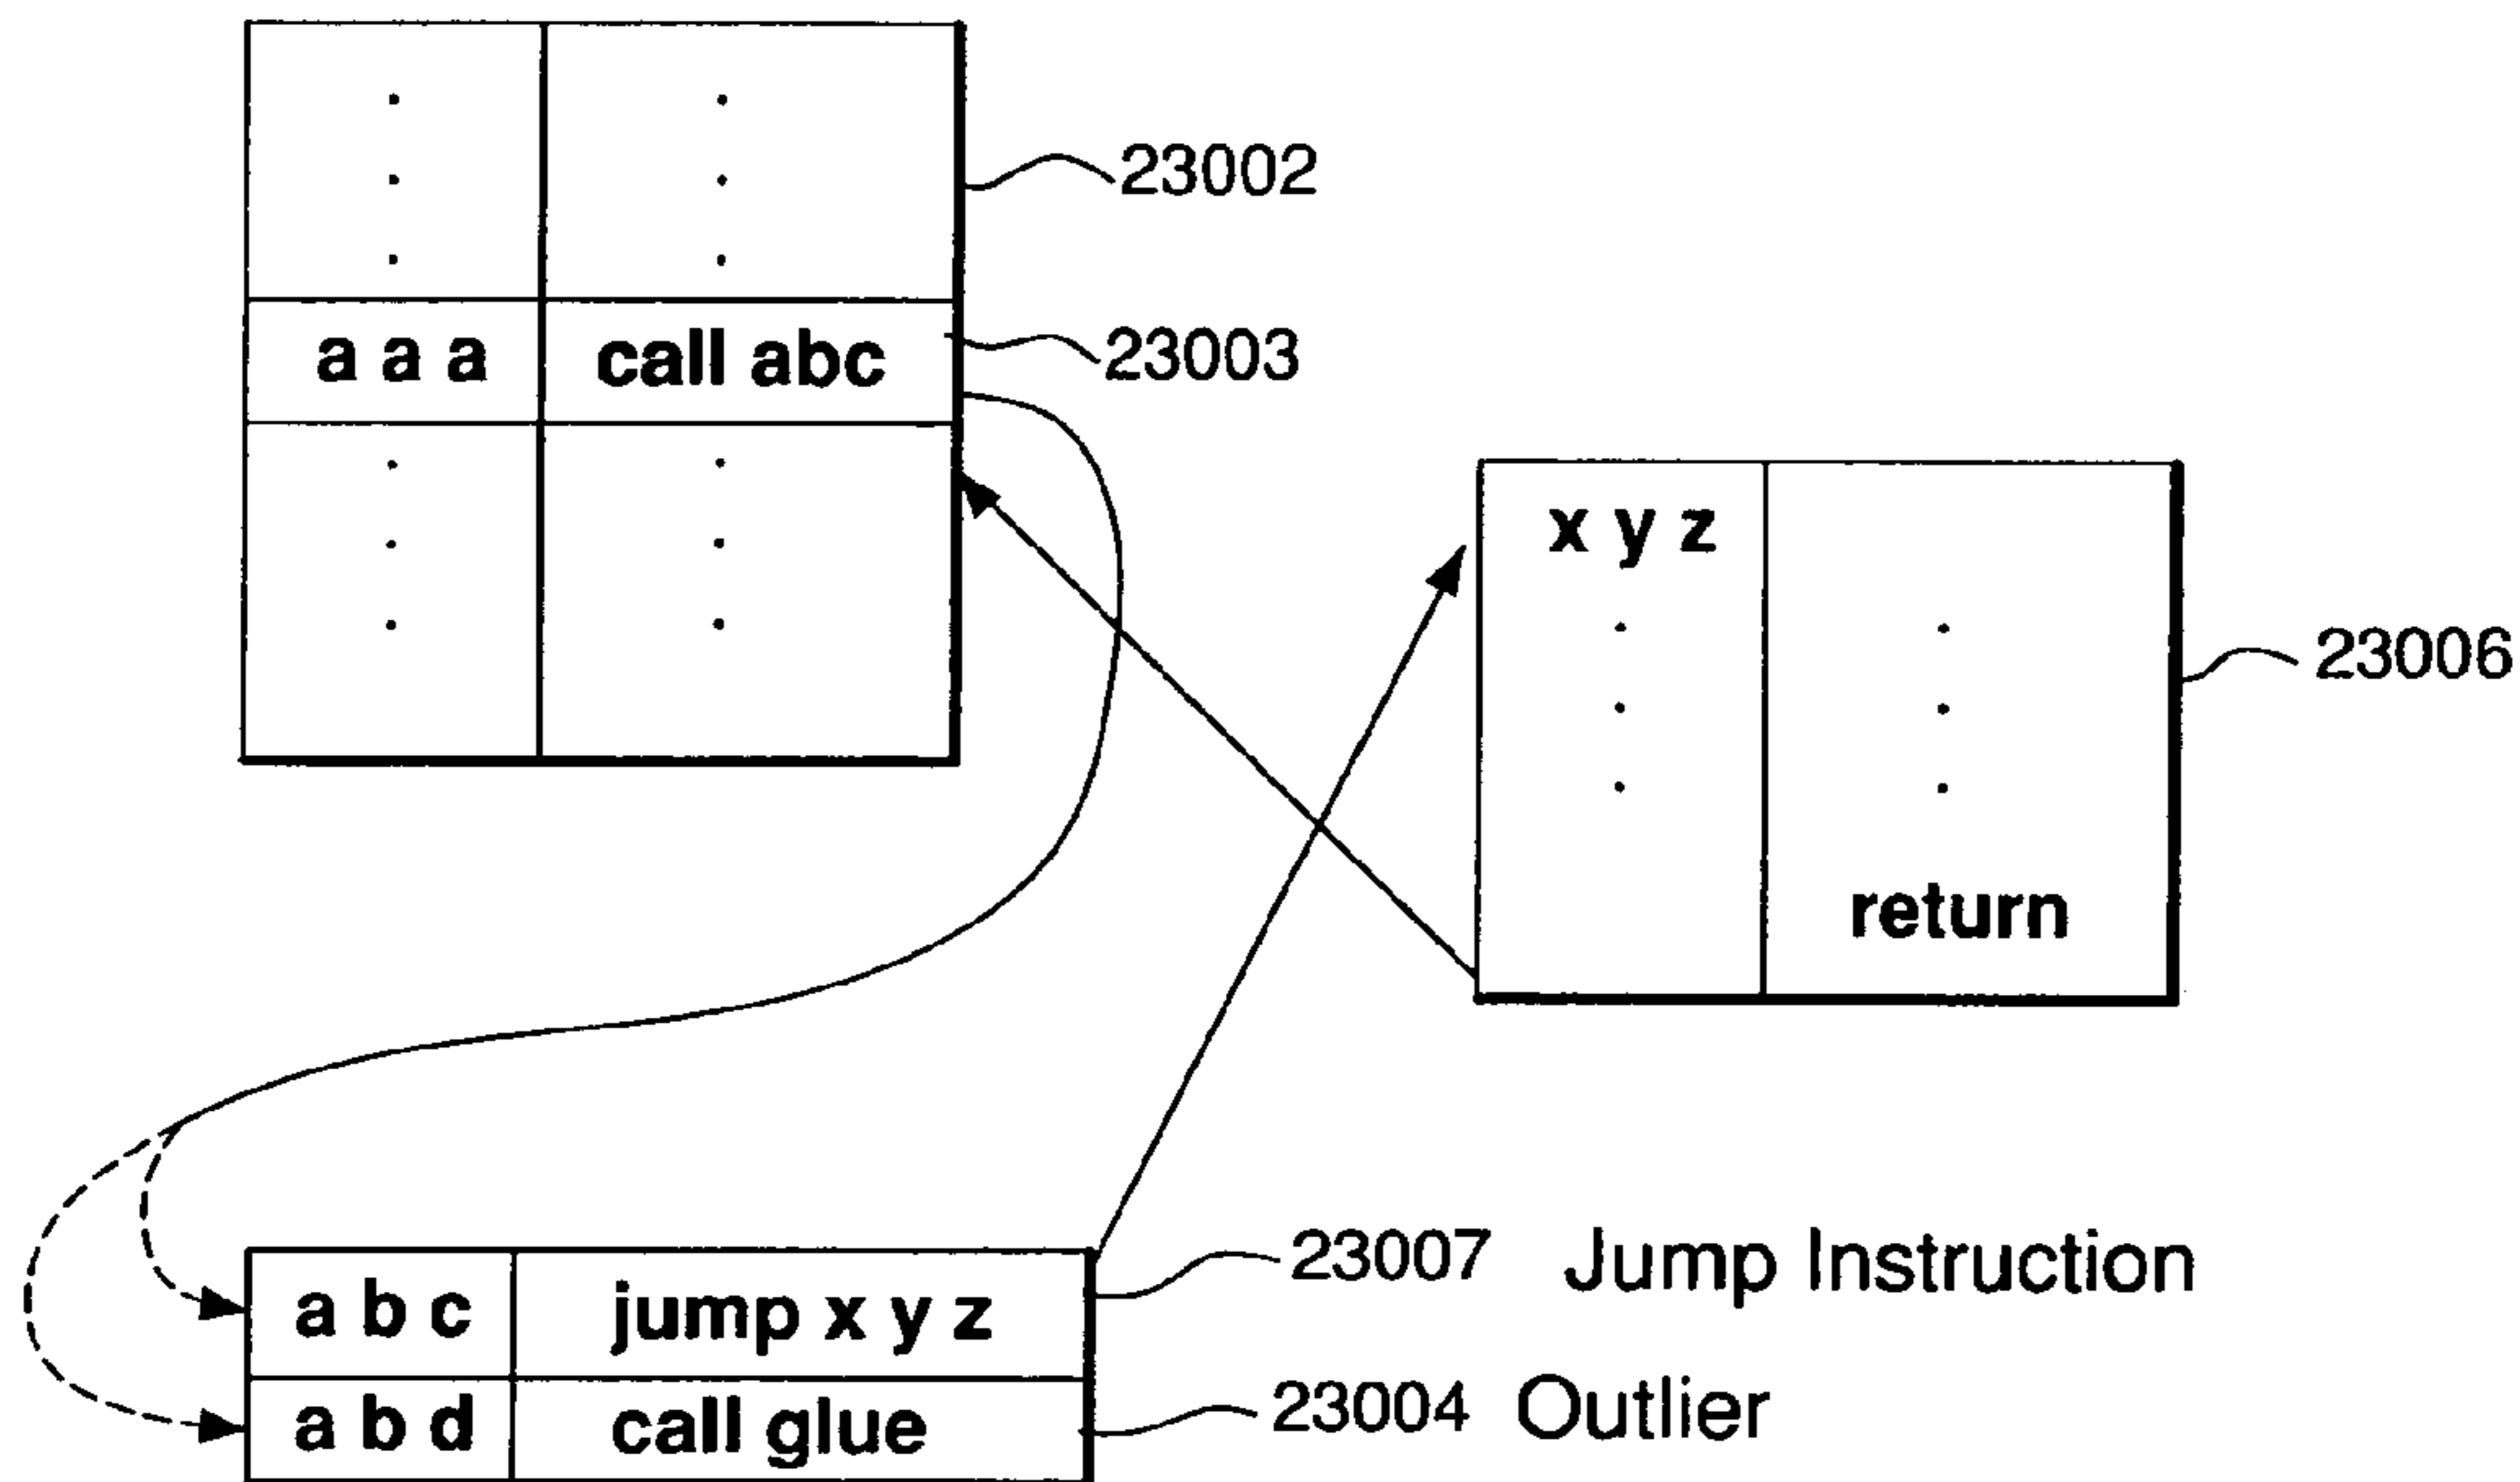 23002
a a a call abc 23003
x y z
23006
return
a b c jump x y z 23007 Jump Instruction
a b d call glue 23004 Outlier